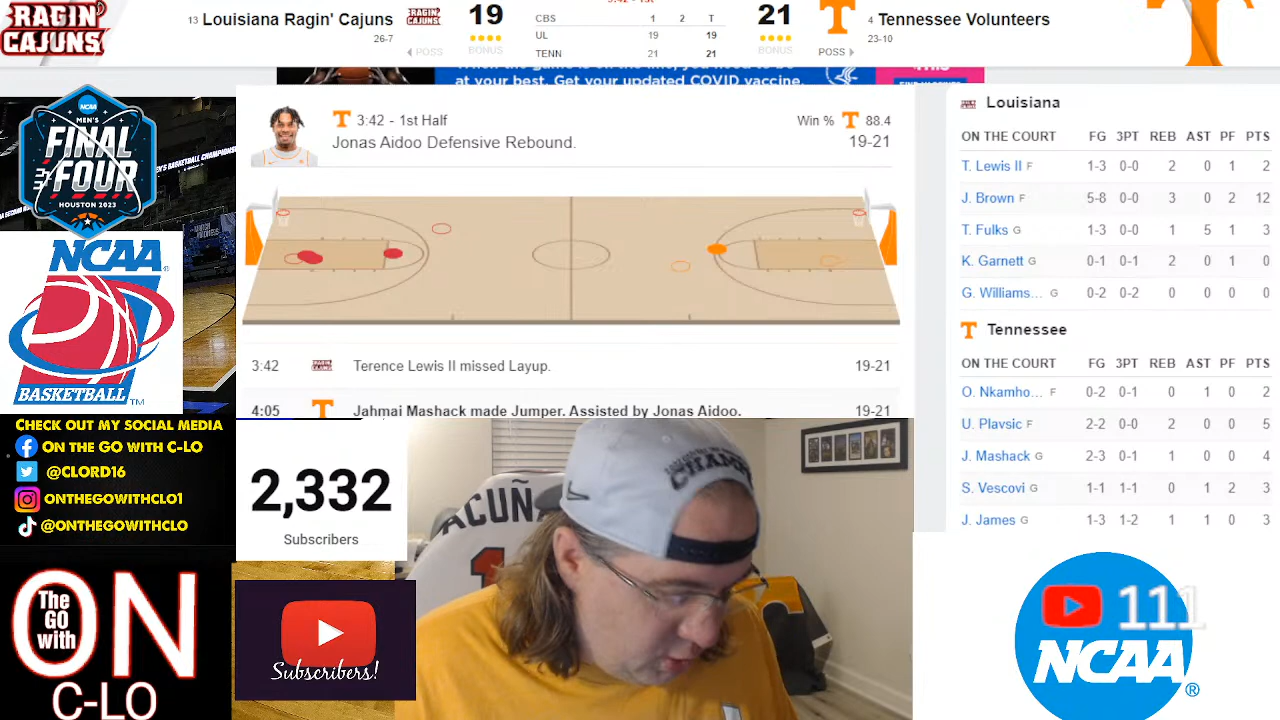 RAGIN'
CAJUNS
13 Louisiana Ragin' Cajuns
26-7
RAGIN'
CAJUNS
19
BONUS
POSS
3:42 - 1st
CBS 1 2 T
UL 19 19
TENN 21 21
21
BONUS
POSS
4 Tennessee Volunteers
23-10
T
at your best. Get your updated COVID vaccine.
NCAA
MEN'S
FINAL
FOUR
HOUSTON 2023
NCAA
BASKETBALL
TM
CHECK OUT MY SOCIAL MEDIA
ON THE GO WITH C-LO
@CLORD16
ONTHEGOWITHCLO1
@ONTHEGOWITHCLO
The
GO
with
ON
C-LO
3:42 - 1st Half
Jonas Aidoo Defensive Rebound.
Win % 88.4
19-21
3:42 Terence Lewis II missed Layup. 19-21
4:05 Jahmai Mashack made Jumper. Assisted by Jonas Aidoo. 19-21
2,332
Subscribers
Subscribers!
ACUÑ
1
CHAMP
Louisiana
ON THE COURT FG 3PT REB AST PF PTS
T. Lewis II F 1-3 0-0 2 0 1 2
J. Brown F 5-8 0-0 3 0 2 12
T. Fulks G 1-3 0-0 1 5 1 3
K. Garnett G 0-1 0-1 2 0 1 0
G. Williams... G 0-2 0-2 0 0 0 0
Tennessee
ON THE COURT FG 3PT REB AST PF PTS
O. Nkamho... F 0-2 0-1 0 1 0 2
U. Plavsic F 2-2 0-0 2 0 0 5
J. Mashack G 2-3 0-1 1 0 0 4
S. Vescovi G 1-1 1-1 0 1 2 3
J. James G 1-3 1-2 1 1 0 3
111
NCAA
®